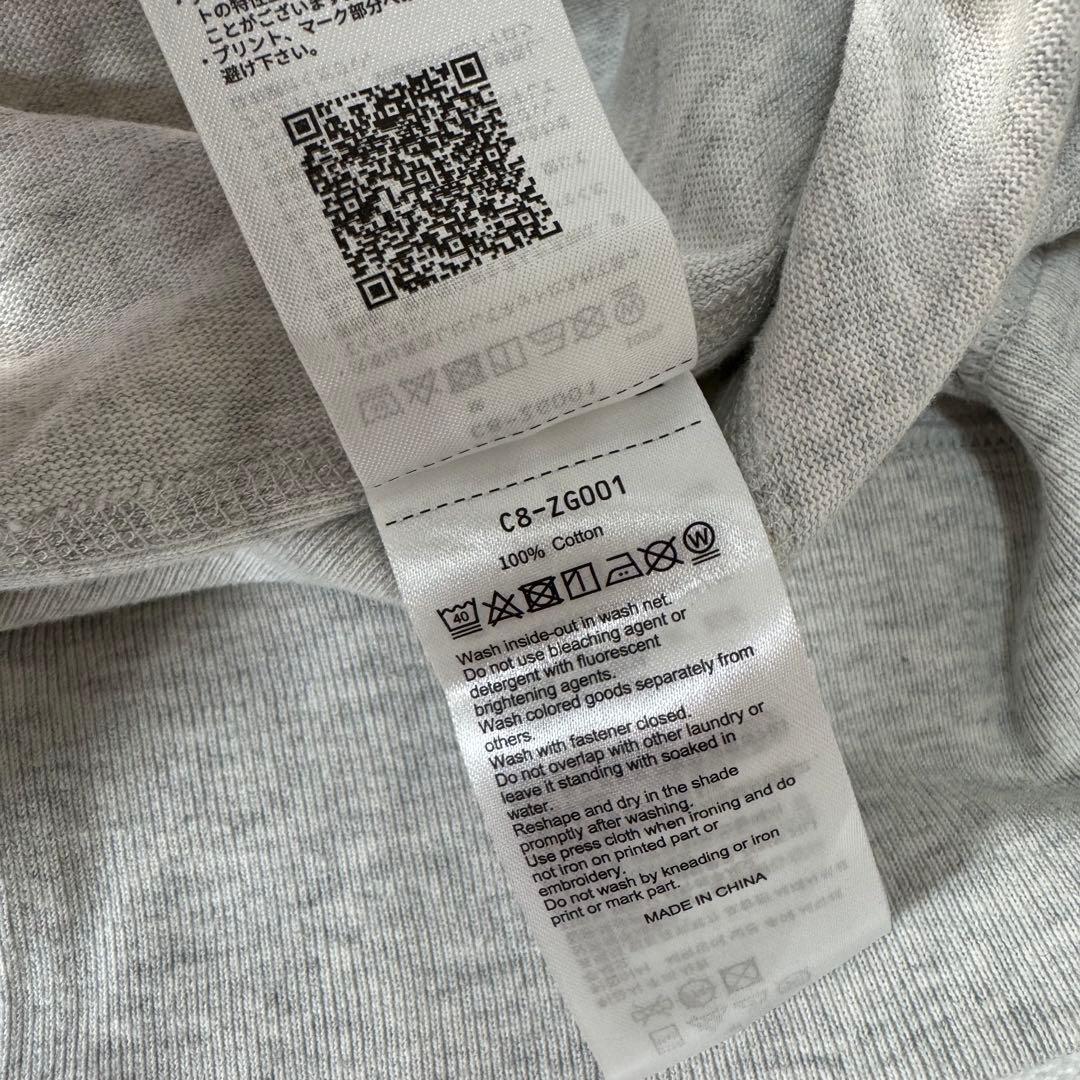 トの特性
ことがございます
・プリント、マーク部分への
避け下さい。
C8-ZG001
100% Cotton
40
W
Wash inside-out in wash net.
Do not use bleaching agent or
detergent with fluorescent
brightening agents.
Wash colored goods separately from
others.
Wash with fastener closed.
Do not overlap with other laundry or
leave it standing with soaked in
water.
Reshape and dry in the shade
promptly after washing.
Use press cloth when ironing and do
not iron on printed part or
embroidery.
Do not wash by kneading or iron
print or mark part.
MADE IN CHINA